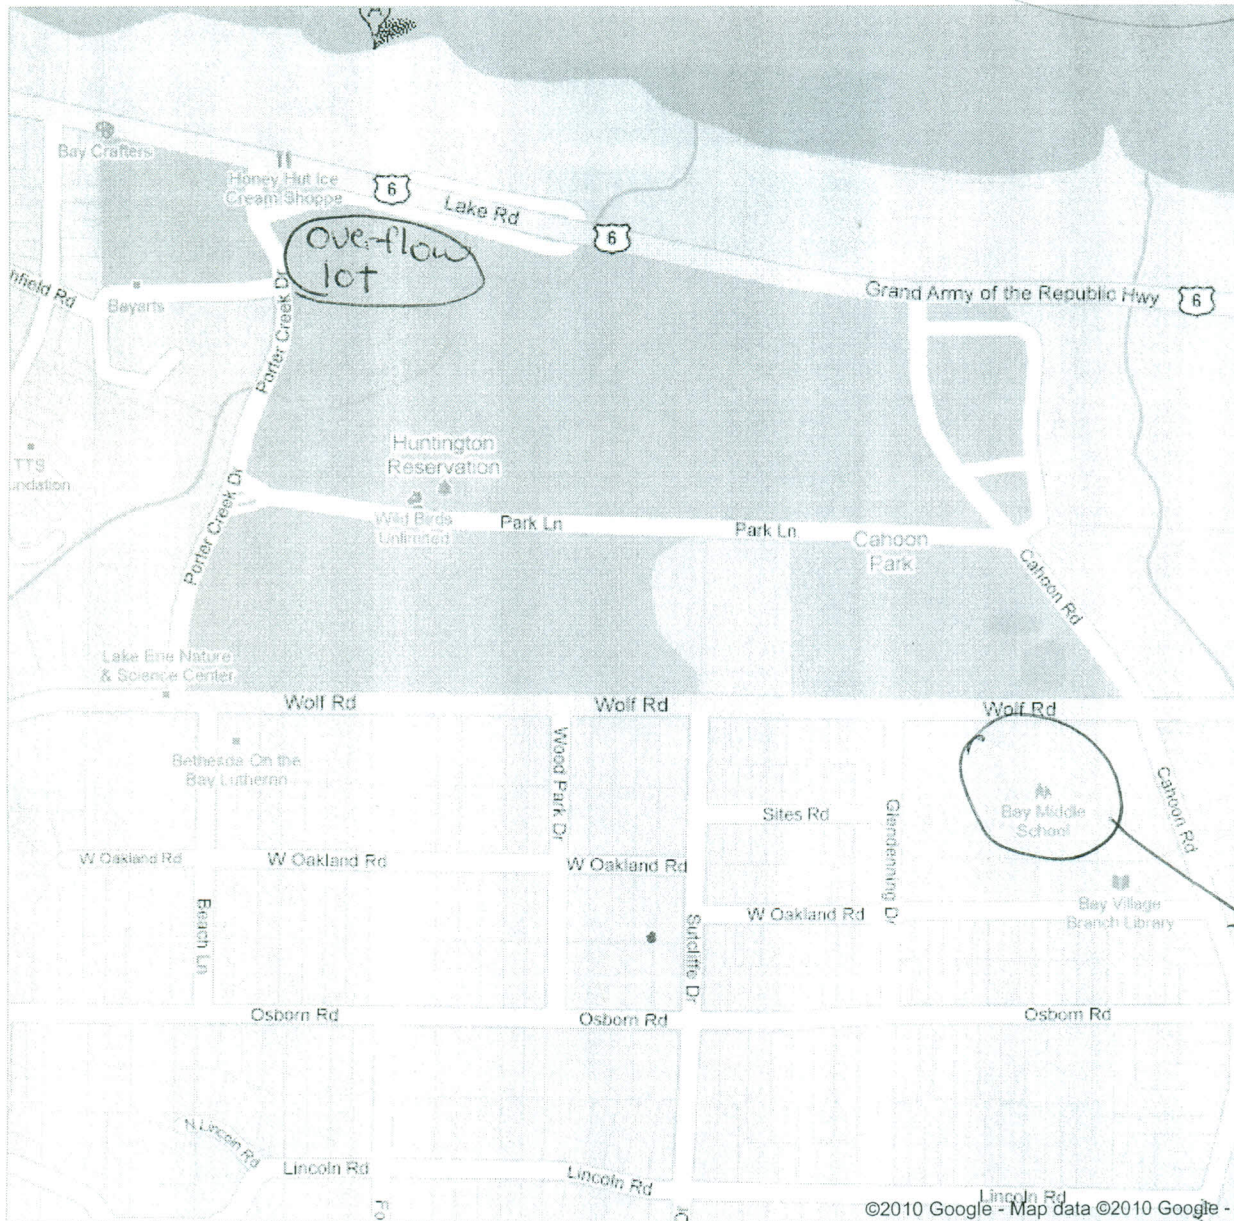 A
Bay Crafters
Honey Hut Ice
Cream Shoppe
6
Lake Rd
6
Overflow
lot
Grand Army of the Republic Hwy
6
hfield Rd
Bayarts
Porter Creek Dr
Huntington
Reservation
TTS
undation
Porter Creek Dr
Wild Birds
Unlimited
Park Ln
Park Ln
Cahoon
Park
Cahoon Rd
Lake Erie Nature
& Science Center
Wolf Rd
Wolf Rd
Wolf Rd
Bethesda On the
Bay Lutheran
Wood Park Dr
Sites Rd
Glendenning Dr
Bay Middle
School
Cahoon Rd
W Oakland Rd
W Oakland Rd
W Oakland Rd
Beach Ln
W Oakland Rd
Bay Village
Branch Library
Sutcliffe Dr
Osborn Rd
Osborn Rd
Osborn Rd
N Lincoln Rd
Lincoln Rd
Lincoln Rd
Lincoln Rd
Fo
©2010 Google - Map data ©2010 Google -